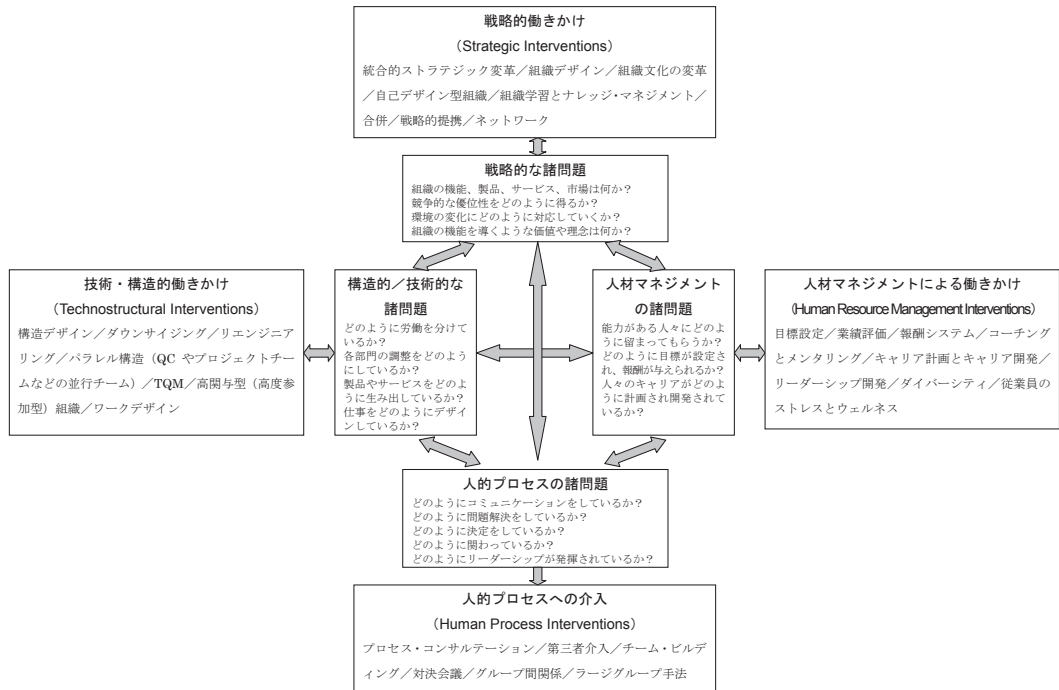 戦略的働きかけ
（Strategic Interventions）
統合的ストラテジック変革／組織デザイン／組織文化の変革
／自己デザイン型組織／組織学習とナレッジ・マネジメント／
合併／戦略的提携／ネットワーク
戦略的な諸問題
組織の機能、製品、サービス、市場は何か？
競争的な優位性をどのように得るか？
環境の変化にどのように対応していくか？
組織の機能を導くような価値や理念は何か？
技術・構造的働きかけ
（Technostructural Interventions）
構造デザイン／ダウンサイジング／リエンジニア
リング／パラレル構造（QC やプロジェクトチー
ムなどの並行チーム）／TQM／高関与型（高度参
加型）組織／ワークデザイン
構造的／技術的な
諸問題
どのように労働を分けて
いるか？
各部門の調整をどのよう
にしているか？
製品やサービスをどのよ
うに生み出しているか？
仕事をどのようにデザイ
ンしているか？
人材マネジメント
の諸問題
能力がある人々にどのよ
うに留まってもらうか？
どのように目標が設定さ
れ、報酬が与えられるか？
人々のキャリアがどのよ
うに計画され開発されて
いるか？
人材マネジメントによる働きかけ
（Human Resource Management Interventions）
目標設定／業績評価／報酬システム／コーチング
とメンタリング／キャリア計画とキャリア開発／
リーダーシップ開発／ダイバーシティ／従業員の
ストレスとウェルネス
人的プロセスの諸問題
どのようにコミュニケーションをしているか？
どのように問題解決をしているか？
どのように決定をしているか？
どのように関わっているか？
どのようにリーダーシップが発揮されているか？
人的プロセスへの介入
（Human Process Interventions）
プロセス・コンサルテーション／第三者介入／チーム・ビル
ディング／対決会議／グループ間関係／ラージグループ手法